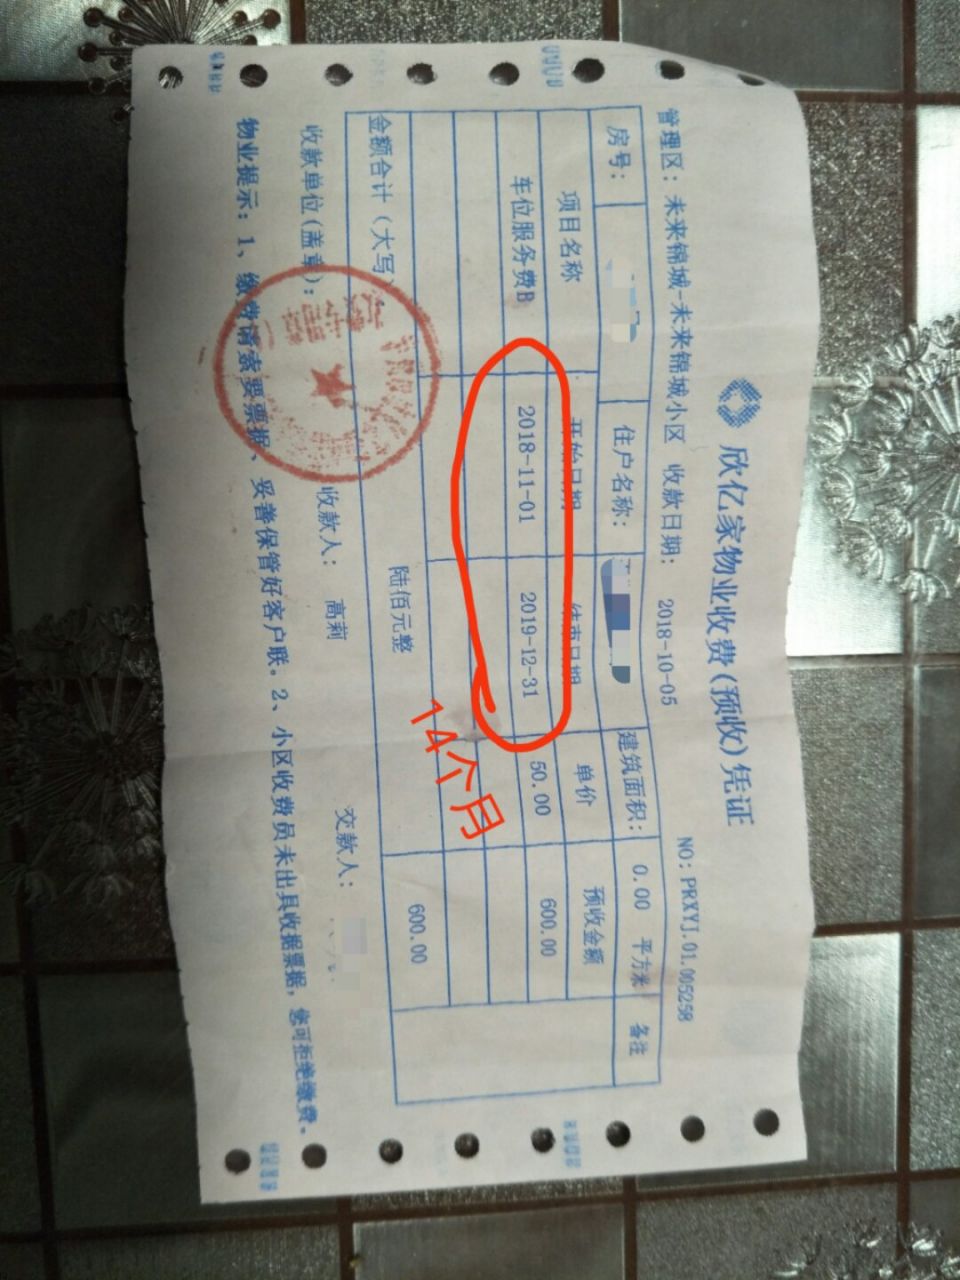 欣亿家物业收费(预收)凭证
NO:PRXYJ.01.005258
管理区: 未来锦城-未来锦城小区 收款日期: 2018-10-05
房号: 住户名称: 建筑面积: 0.00 平方米 备注
项目名称 开始日期 结束日期 单价 预收金额
车位服务费B 2018-11-01 2019-12-31 50.00 600.00
14个月
金额合计(大写) 陆佰元整 600.00
收款单位(盖章): 收款人: 高莉 交款人:
物业提示: 1、缴费请索要票据、妥善保管好客户联。2、小区收费员未出具收据票据,您可拒绝缴费。